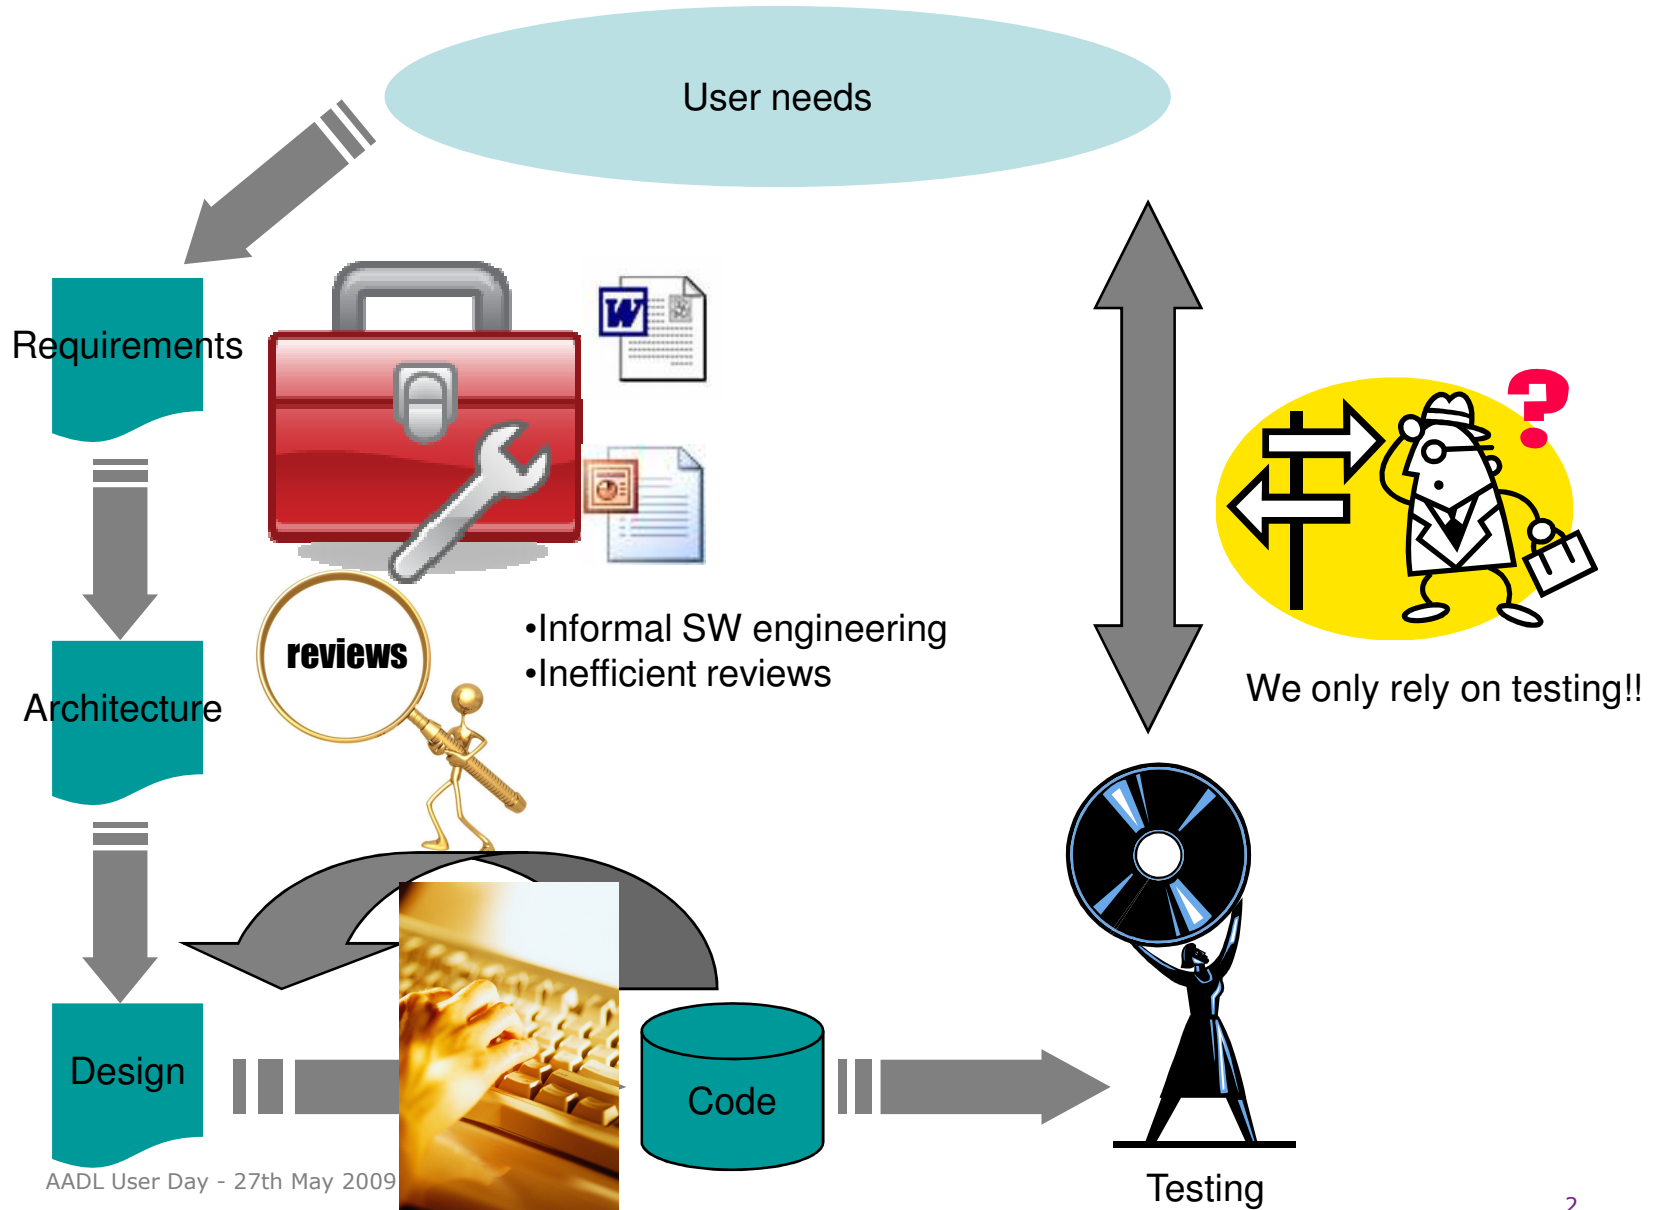 User needs
Requirements
W
reviews
•Informal SW engineering
•Inefficient reviews
?
We only rely on testing!!
Architecture
Design
Code
Testing
AADL User Day - 27th May 2009
2